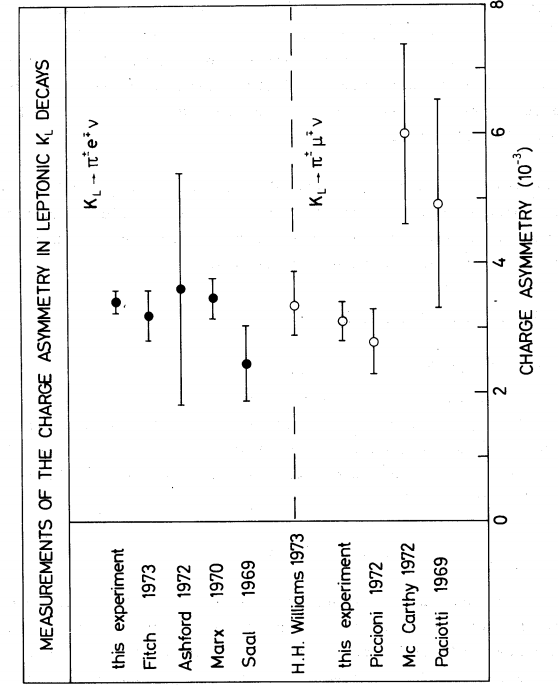 MEASUREMENTS OF THE CHARGE ASYMMETRY IN LEPTONIC K_L DECAYS
K_L → π± e∓ ν
this experiment
Fitch 1973
Ashford 1972
Marx 1970
Saal 1969
H.H. Williams 1973
K_L → π± μ∓ ν
this experiment
Piccioni 1972
Mc Carthy 1972
Paciotti 1969
0 2 4 6 8
CHARGE ASYMMETRY (10⁻³)